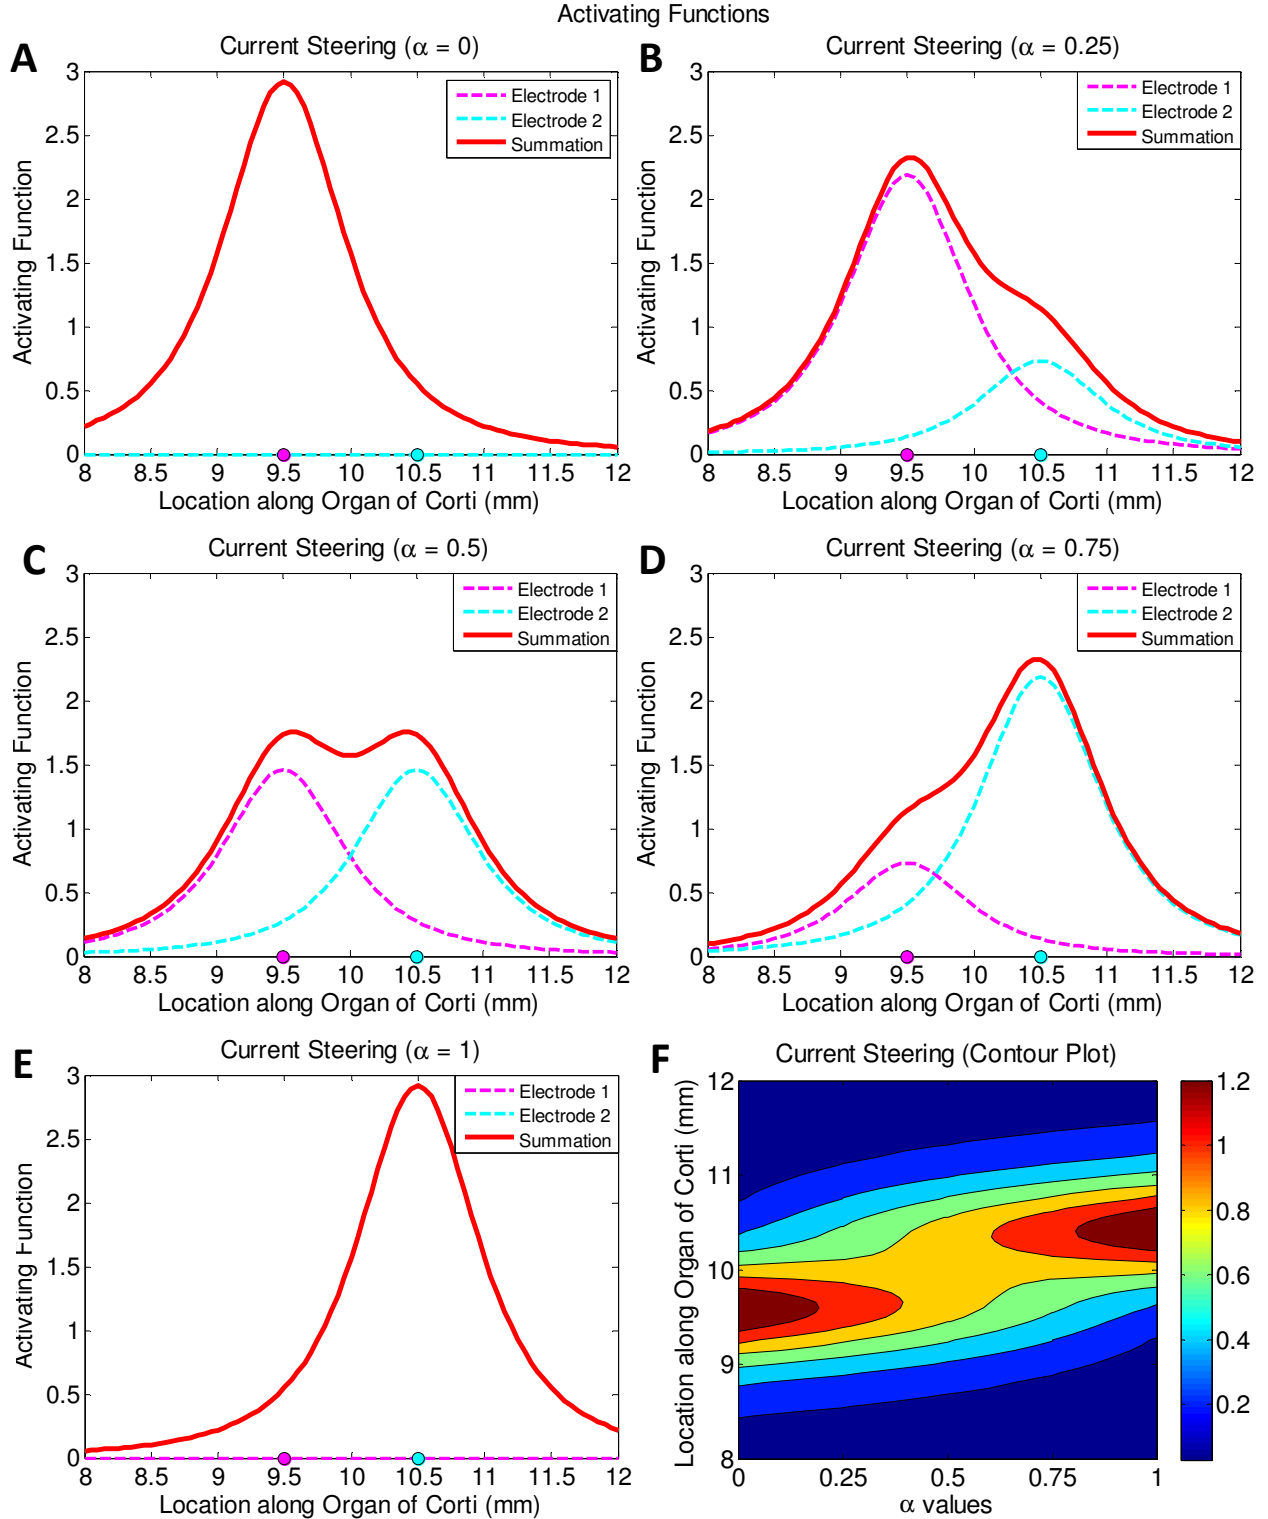 Activating Functions
A
Current Steering (α = 0)
Activating Function
3
2.5
2
1.5
1
0.5
0
Electrode 1
Electrode 2
Summation
8 8.5 9 9.5 10 10.5 11 11.5 12
Location along Organ of Corti (mm)
B
Current Steering (α = 0.25)
Activating Function
3
2.5
2
1.5
1
0.5
0
Electrode 1
Electrode 2
Summation
8 9 9.5 10 10.5 11 12
Location along Organ of Corti (mm)
C
Current Steering (α = 0.5)
Activating Function
3
2.5
2
1.5
1
0.5
0
Electrode 1
Electrode 2
Summation
8 8.5 9 9.5 10 10.5 11 11.5 12
Location along Organ of Corti (mm)
D
Current Steering (α = 0.75)
Activating Function
3
2.5
2
1.5
1
0.5
0
Electrode 1
Electrode 2
Summation
8 8.5 9 9.5 10 10.5 11 11.5 12
Location along Organ of Corti (mm)
E
Current Steering (α = 1)
Activating Function
3
2.5
2
1.5
1
0.5
0
Electrode 1
Electrode 2
Summation
8 8.5 9 9.5 10 10.5 11 11.5 12
Location along Organ of Corti (mm)
F
Current Steering (Contour Plot)
Location along Organ of Corti (mm)
12
11
10
9
8
0 0.25 0.5 0.75 1
α values
1.2
1
0.8
0.6
0.4
0.2